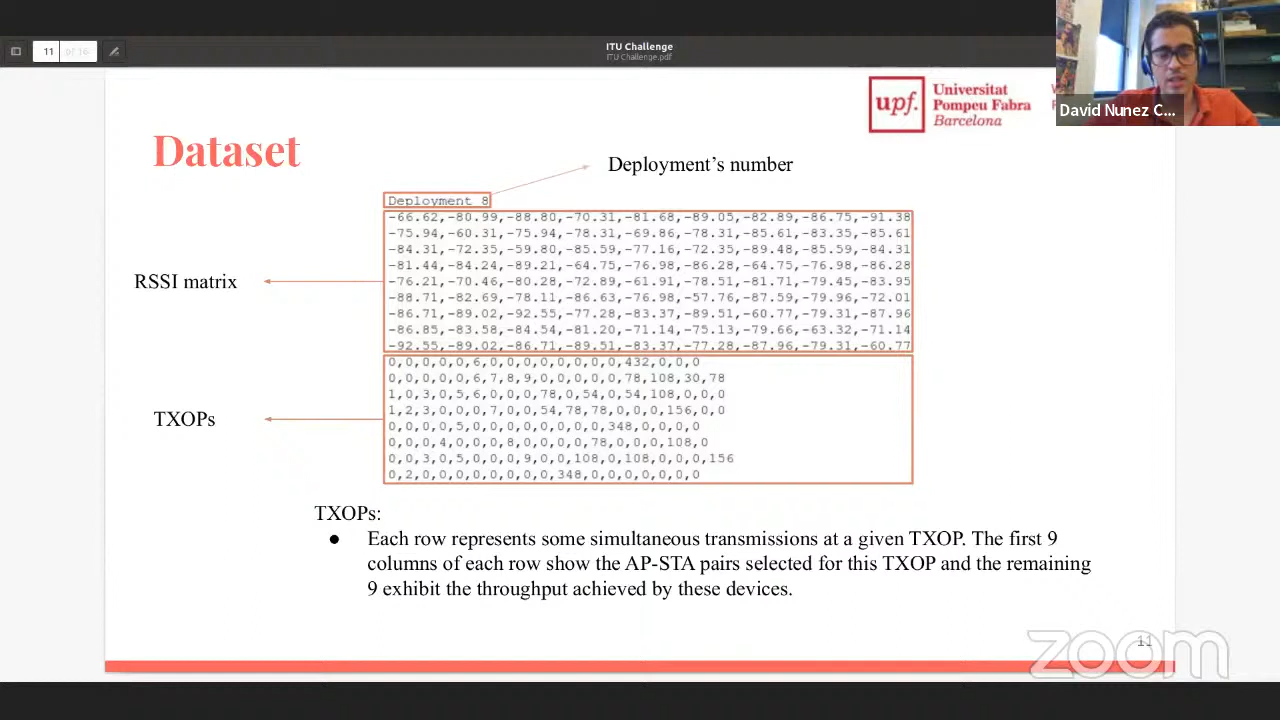 ITU Challenge
ITU Challenge.pdf
11 of 16
upf. Universitat
Pompeu Fabra
Barcelona
David Nunez C...
Dataset
Deployment's number
Deployment 8
-66.62,-80.99,-88.80,-70.31,-81.68,-89.05,-82.89,-86.75,-91.38
-75.94,-60.31,-75.94,-78.31,-69.86,-78.31,-85.61,-83.35,-85.61
-84.31,-72.35,-59.80,-85.59,-77.16,-72.35,-89.48,-85.59,-84.31
-81.44,-84.24,-89.21,-64.75,-76.98,-86.28,-64.75,-76.98,-86.28
RSSI matrix
-76.21,-70.46,-80.28,-72.89,-61.91,-78.51,-81.71,-79.45,-83.95
-88.71,-82.69,-78.11,-86.63,-76.98,-57.76,-87.59,-79.96,-72.01
-86.71,-89.02,-92.55,-77.28,-83.37,-89.51,-60.77,-79.31,-87.96
-86.85,-83.58,-84.54,-81.20,-71.14,-75.13,-79.66,-63.32,-71.14
-92.55,-89.02,-86.71,-89.51,-83.37,-77.28,-87.96,-79.31,-60.77
0,0,0,0,0,6,0,0,0,0,0,0,0,0,432,0,0,0
0,0,0,0,0,6,7,8,9,0,0,0,0,0,78,108,30,78
1,0,3,0,5,6,0,0,0,78,0,54,0,54,108,0,0,0
1,2,3,0,0,0,7,0,0,54,78,78,0,0,0,156,0,0
TXOPs
0,0,0,0,5,0,0,0,0,0,0,0,0,348,0,0,0,0
0,0,0,4,0,0,0,8,0,0,0,0,78,0,0,0,108,0
0,0,3,0,5,0,0,0,9,0,0,108,0,108,0,0,0,156
0,2,0,0,0,0,0,0,0,0,348,0,0,0,0,0,0,0
TXOPs:
● Each row represents some simultaneous transmissions at a given TXOP. The first 9
columns of each row show the AP-STA pairs selected for this TXOP and the remaining
9 exhibit the throughput achieved by these devices.
11
zoom